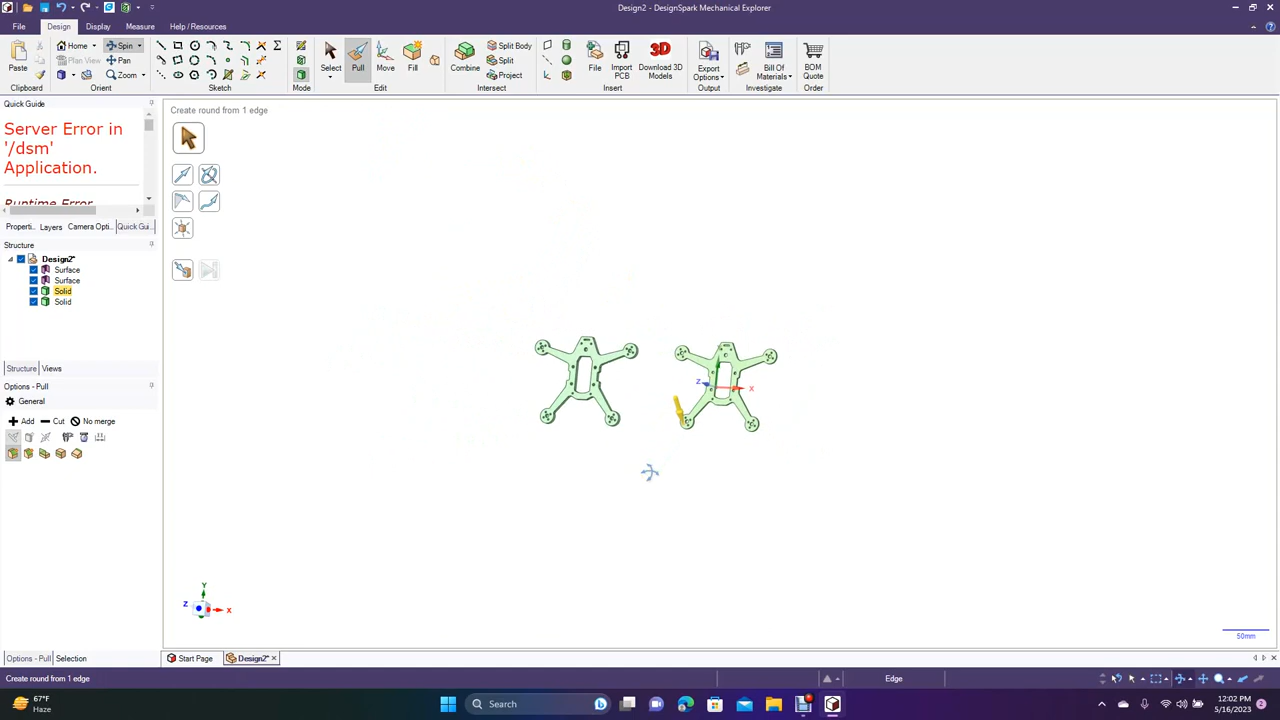 Design2* - DesignSpark Mechanical Explorer
File Design Display Measure Help / Resources
Home Spin
Plan View Pan
Zoom
Paste
Select Pull Move Fill
Combine
Split Body
Split
Project
File Import PCB Download 3D Models
Export Options Bill Of Materials BOM Quote
Clipboard Orient Sketch Mode Edit Intersect Insert Output Investigate Order
Quick Guide
Server Error in '/dsm' Application.
Runtime Error
Properti... Layers Camera Opti... Quick Gui...
Structure
Design2*
Surface
Surface
Solid
Solid
Structure Views
Options - Pull
General
Add Cut No merge
Options - Pull Selection
Create round from 1 edge
Z
X
Y
Z
X
50mm
Start Page Design2*
Create round from 1 edge
Edge
67°F
Haze
Search
12:02 PM
5/16/2023